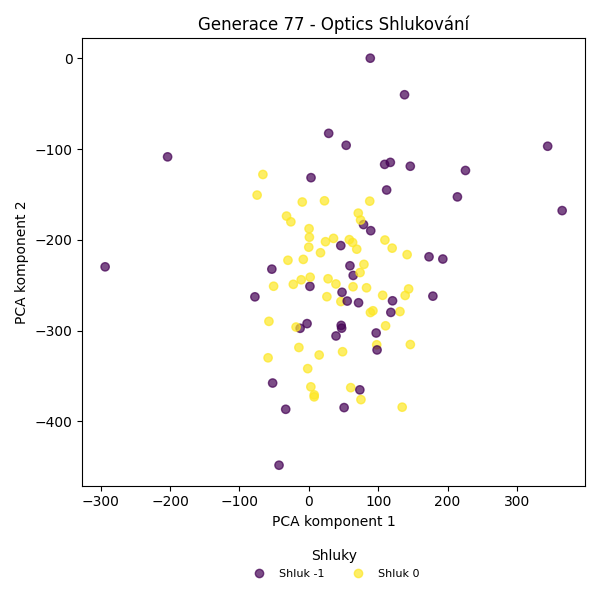 Generace 77 - Optics Shlukování
0
−100
−200
−300
−400
PCA komponent 2
−300
−200
−100
0
100
200
300
PCA komponent 1
Shluky
Shluk -1
Shluk 0